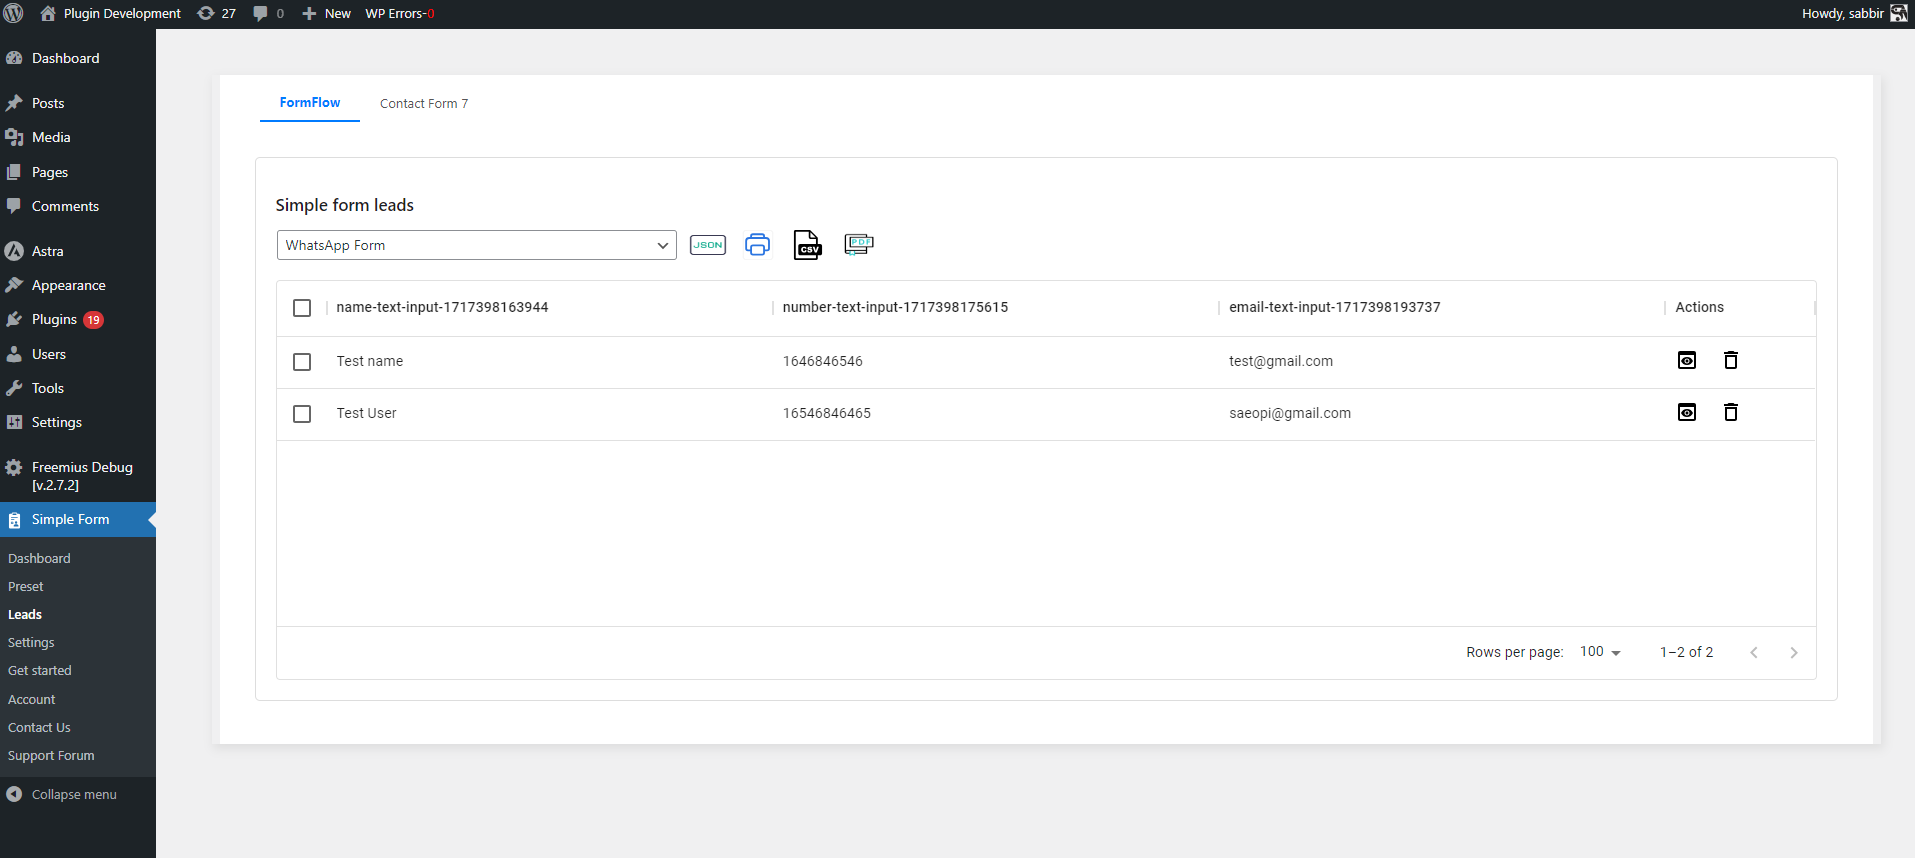 Plugin Development 27 0 New WP Errors-0 Howdy, sabbir
Dashboard
Posts
Media
Pages
Comments
Astra
Appearance
Plugins 19
Users
Tools
Settings
Freemius Debug
[v.2.7.2]
Simple Form
Dashboard
Preset
Leads
Settings
Get started
Account
Contact Us
Support Forum
Collapse menu
FormFlow Contact Form 7
Simple form leads
WhatsApp Form JSON CSV PDF
name-text-input-1717398163944 number-text-input-1717398175615 email-text-input-1717398193737 Actions
Test name 1646846546 test@gmail.com
Test User 16546846465 saeopi@gmail.com
Rows per page: 100 1–2 of 2